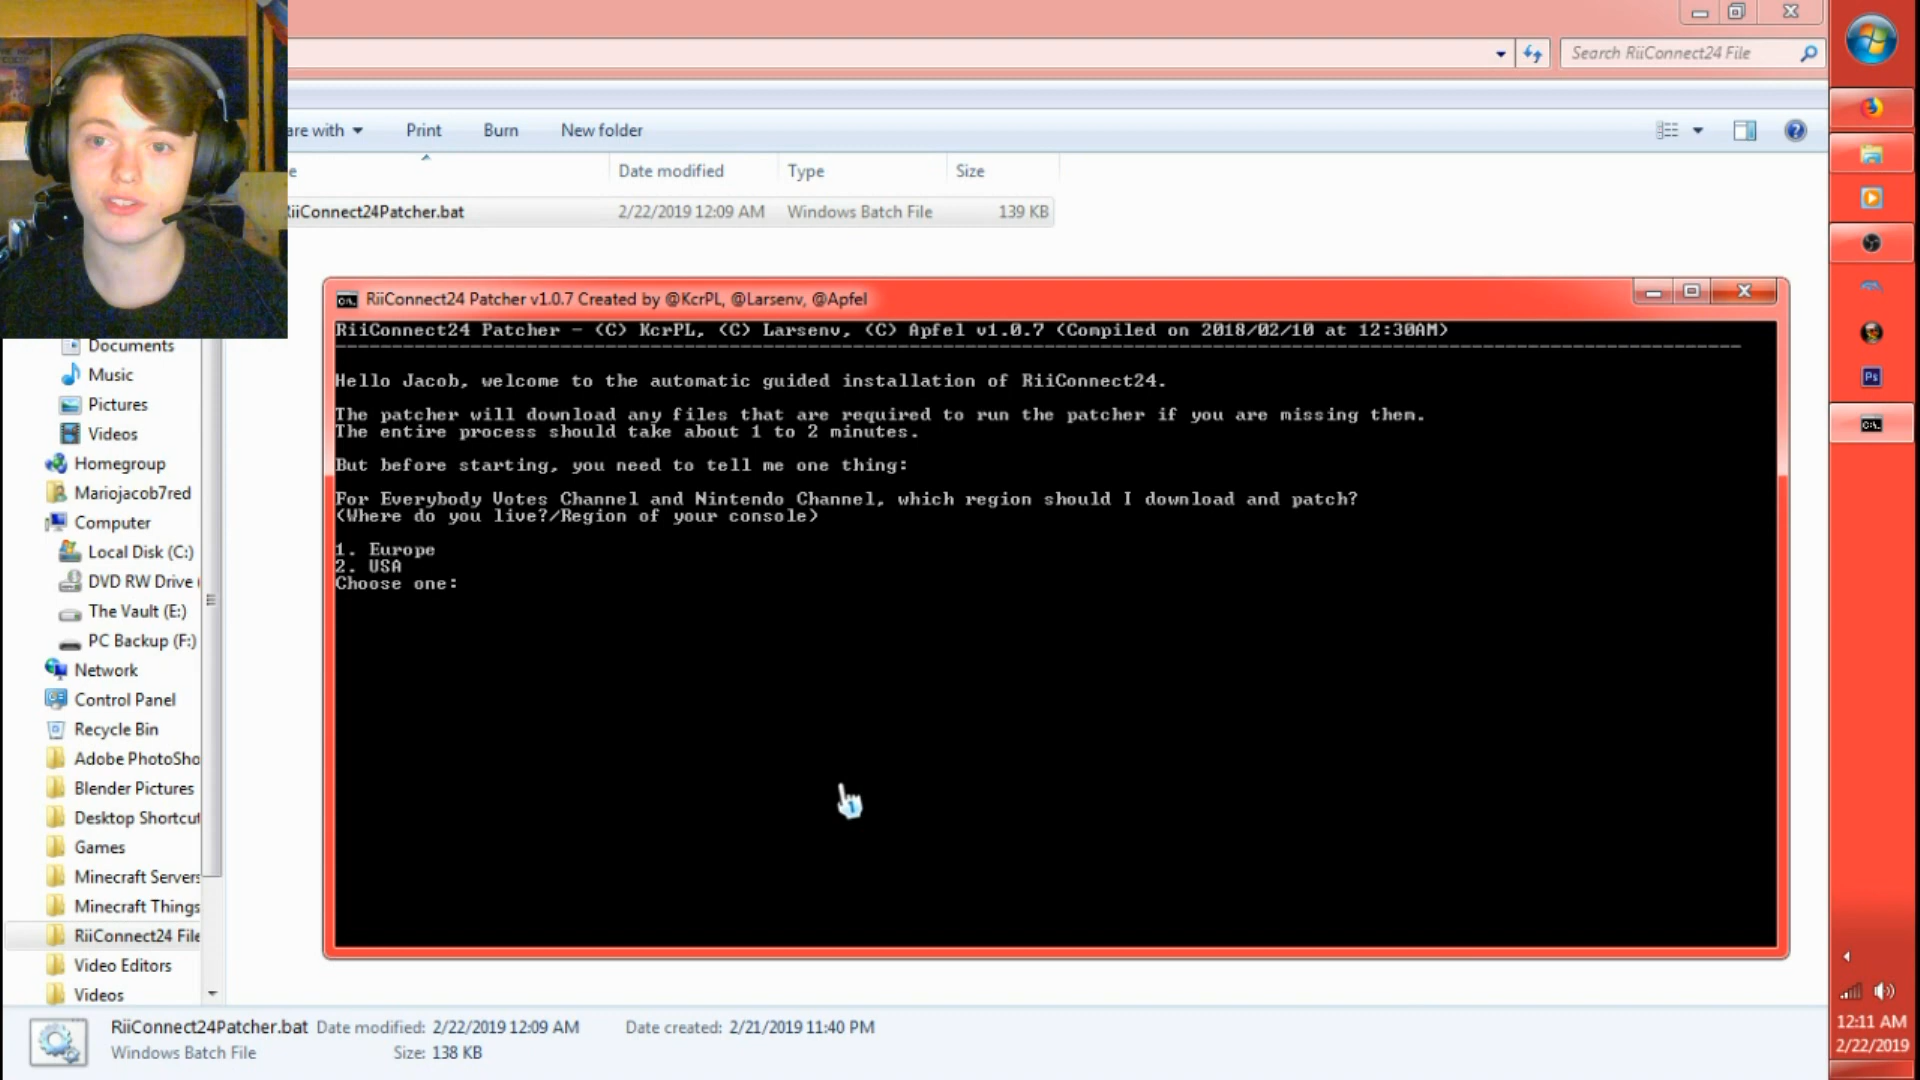 Search RiiConnect24 File
are with
Print
Burn
New folder
e
Date modified
Type
Size
RiiConnect24Patcher.bat
2/22/2019 12:09 AM
Windows Batch File
139 KB
RiiConnect24 Patcher v1.0.7 Created by @KcrPL, @Larsenv, @Apfel
RiiConnect24 Patcher - (C) KcrPL, (C) Larsenv, (C) Apfel v1.0.7 (Compiled on 2018/02/10 at 12:30AM)
Hello Jacob, welcome to the automatic guided installation of RiiConnect24.
The patcher will download any files that are required to run the patcher if you are missing them.
The entire process should take about 1 to 2 minutes.
But before starting, you need to tell me one thing:
For Everybody Votes Channel and Nintendo Channel, which region should I download and patch?
(Where do you live?/Region of your console)
1. Europe
2. USA
Choose one:
Documents
Music
Pictures
Videos
Homegroup
Mariojacob7red
Computer
Local Disk (C:)
DVD RW Drive (
The Vault (E:)
PC Backup (F:)
Network
Control Panel
Recycle Bin
Adobe PhotoSho
Blender Pictures
Desktop Shortcut
Games
Minecraft Servers
Minecraft Things
RiiConnect24 File
Video Editors
Videos
RiiConnect24Patcher.bat Date modified: 2/22/2019 12:09 AM Date created: 2/21/2019 11:40 PM
Windows Batch File Size: 138 KB
Ps
C:\.
12:11 AM
2/22/2019